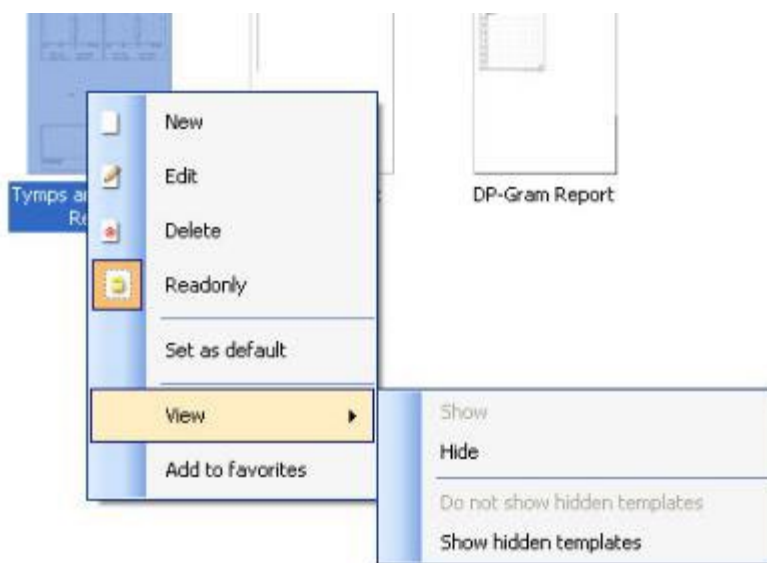 New
Edit
Tymps a
Re
DP-Gram Report
Delete
Readonly
Set as default
View
Show
Hide
Add to favorites
Do not show hidden templates
Show hidden templates